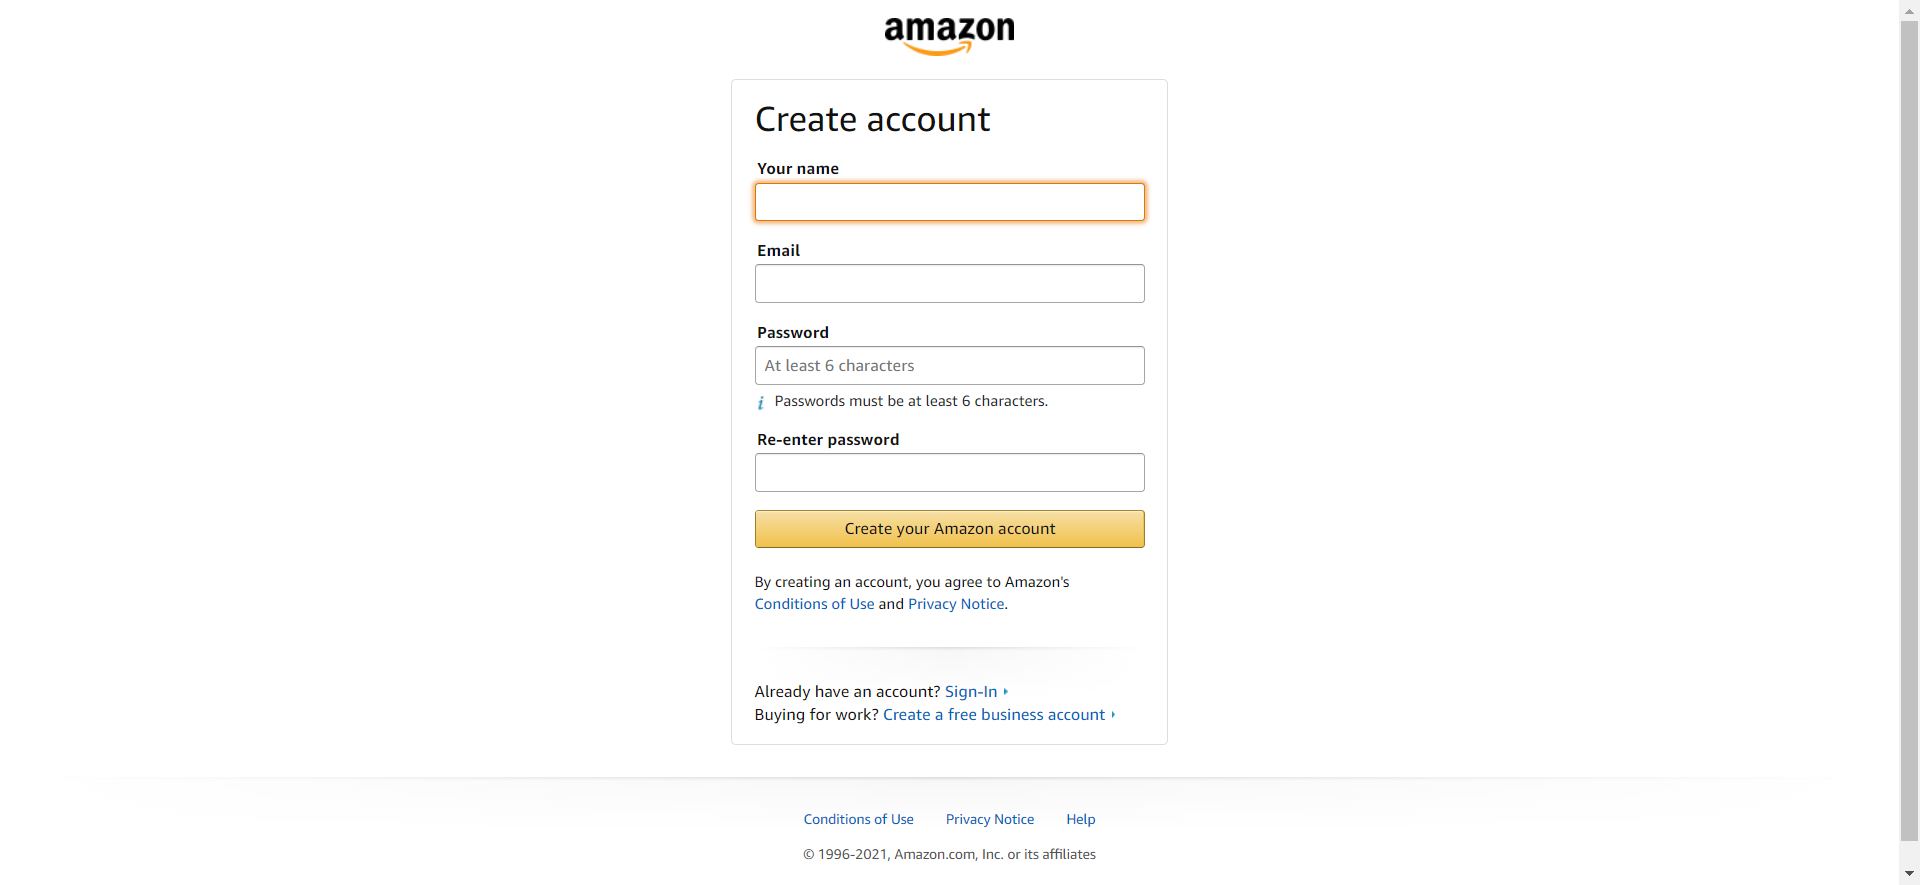 amazon
Create account
Your name
Email
Password
At least 6 characters
i Passwords must be at least 6 characters.
Re-enter password
Create your Amazon account
By creating an account, you agree to Amazon's
Conditions of Use and Privacy Notice.
Already have an account? Sign-In
Buying for work? Create a free business account
Conditions of Use Privacy Notice Help
© 1996-2021, Amazon.com, Inc. or its affiliates